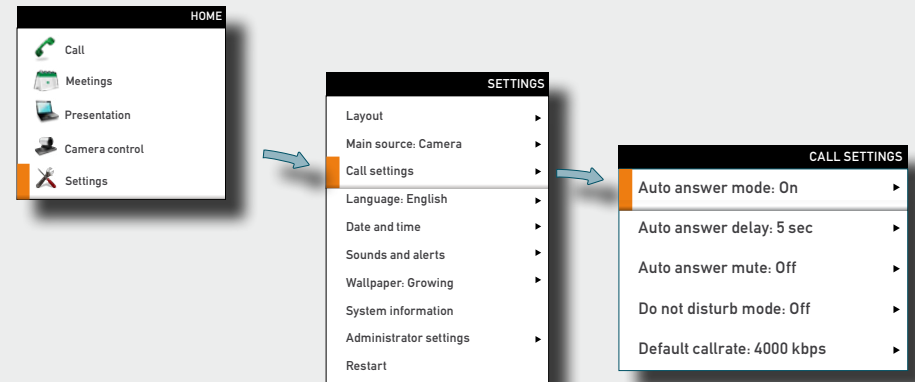 HOME
Call
Meetings
Presentation
Camera control
Settings
SETTINGS
Layout
Main source: Camera
Call settings
Language: English
Date and time
Sounds and alerts
Wallpaper: Growing
System information
Administrator settings
Restart
CALL SETTINGS
Auto answer mode: On
Auto answer delay: 5 sec
Auto answer mute: Off
Do not disturb mode: Off
Default callrate: 4000 kbps